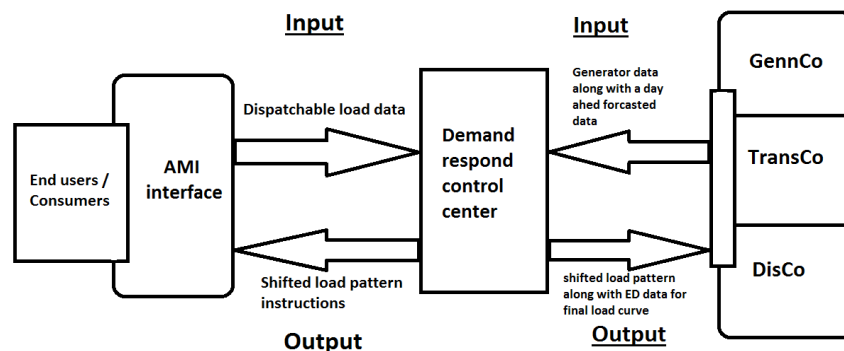 Input
Input
GennCo
Generator data
along with a day
ahed forcasted
data
Dispatchable load data
Demand
respond
control
center
TransCo
AMI
interface
End users /
Consumers
DisCo
Shifted load pattern
instructions
shifted load pattern
along with ED data for
final load curve
Output
Output